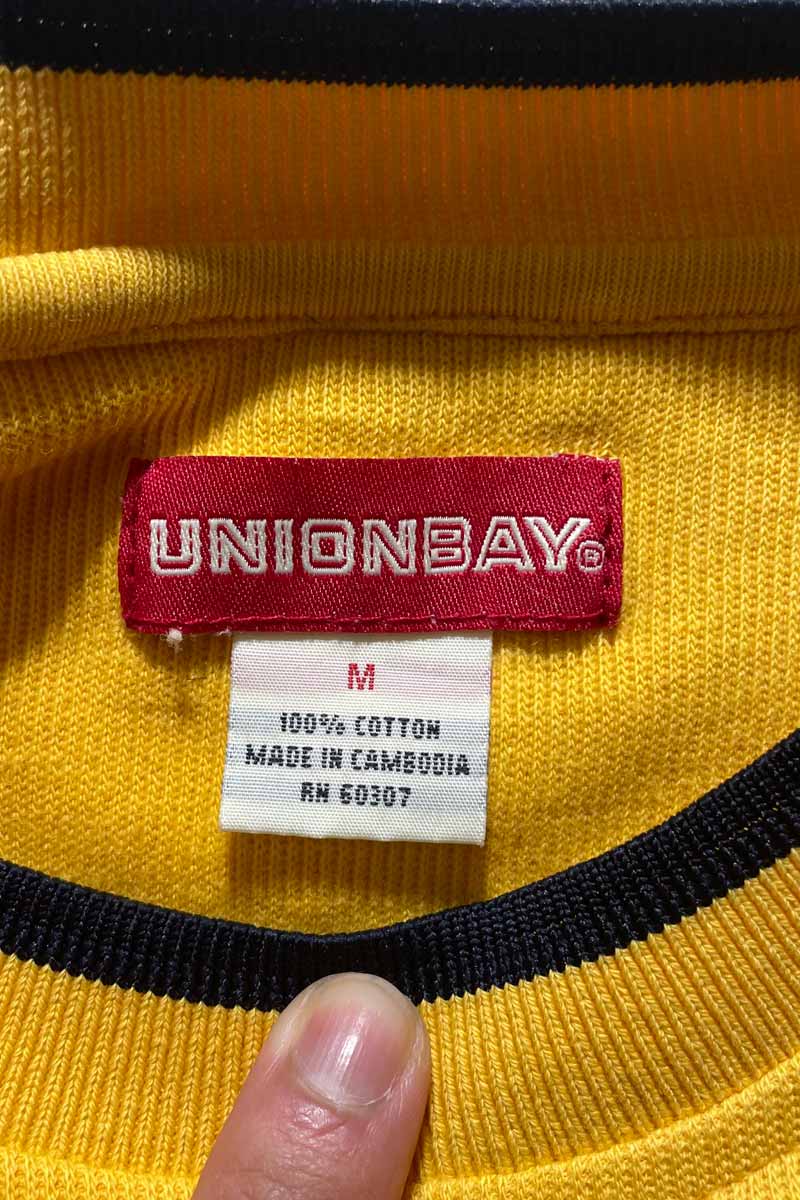 UNIONBAY®
M
100% COTTON
MADE IN CAMBODIA
RN 60307